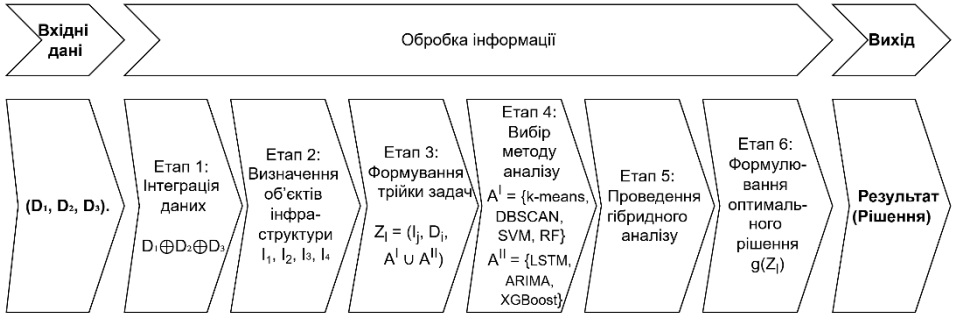 Вхідні
дані
Обробка інформації
Вихід
(D₁, D₂, D₃).
Етап 1:
Інтеграція
даних
D₁⊕D₂⊕D₃
Етап 2:
Визначення
об’єктів
інфра-
структури
I₁, I₂, I₃, I₄
Етап 3:
Формування
трійки задач
Zₗ = (Iⱼ, Dᵢ,
Aᴵ ∪ Aᴵᴵ)
Етап 4:
Вибір
методу
аналізу
Aᴵ = {k-means,
DBSCAN,
SVM, RF}
Aᴵᴵ = {LSTM,
ARIMA,
XGBoost}
Етап 5:
Проведення
гібридного
аналізу
Етап 6:
Формулю-
вання
оптималь-
ного
рішення
g(Zₗ)
Результат
(Рішення)